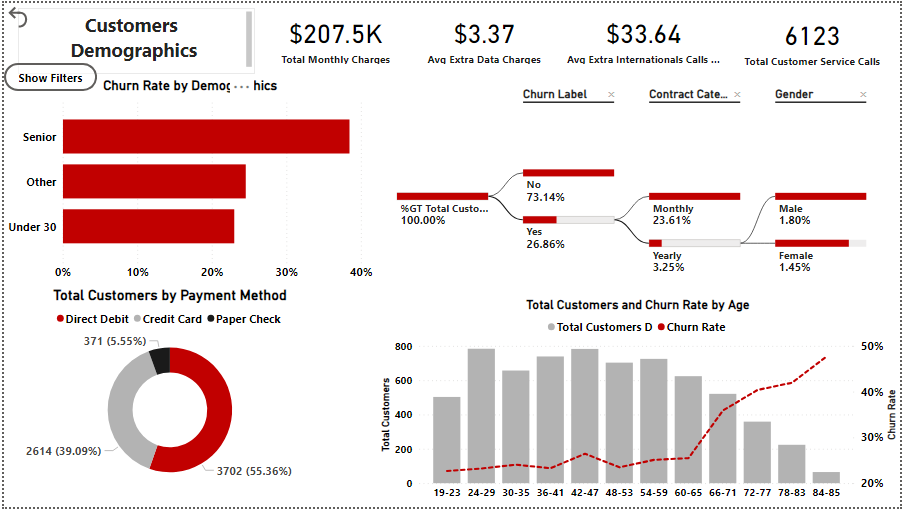 Customers
Demographics
$207.5K
Total Monthly Charges
$3.37
Avg Extra Data Charges
$33.64
Avg Extra Internationals Calls ...
6123
Total Customer Service Calls
Show Filters
Churn Rate by Demog ... hics
Senior
Other
Under 30
0% 10% 20% 30% 40%
Churn Label ×
Contract Cate... ×
Gender ×
%GT Total Custo...
100.00%
No
73.14%
Yes
26.86%
Monthly
23.61%
Yearly
3.25%
Male
1.80%
Female
1.45%
Total Customers by Payment Method
Direct Debit Credit Card Paper Check
371 (5.55%)
2614 (39.09%)
3702 (55.36%)
Total Customers and Churn Rate by Age
Total Customers D Churn Rate
Total Customers
800
600
400
200
0
19-23 24-29 30-35 36-41 42-47 48-53 54-59 60-65 66-71 72-77 78-83 84-85
50%
40%
30%
20%
Churn Rate